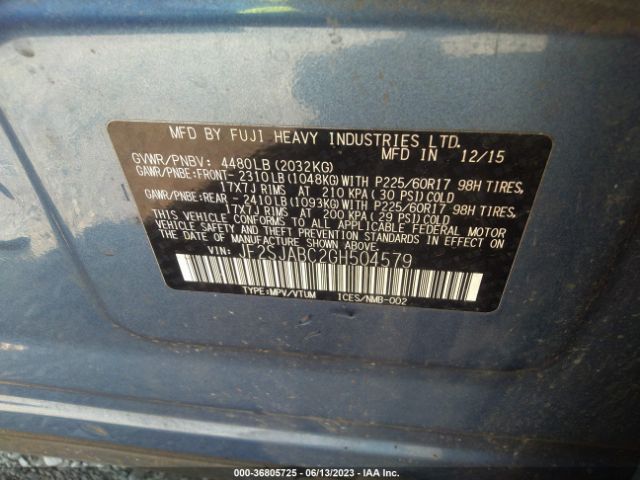 MFD BY FUJI HEAVY INDUSTRIES LTD.
GVWR/PNBV: 4480LB (2032KG) MFD IN 12/15
GAWR/PNBE:FRONT- 2310LB (1048KG) WITH P225/60R17 98H TIRES,
17X7J RIMS AT 210 KPA (30 PSI)COLD
GAWR/PNBE:REAR - 2410LB (1093KG) WITH P225/60R17 98H TIRES,
17X7J RIMS AT 200 KPA (29 PSI)COLD
THIS VEHICLE CONFORMS TO ALL APPLICABLE FEDERAL MOTOR
VEHICLE SAFETY BUMPER, AND THEFT PREVENTION STANDARDS IN EFFECT
ON THE DATE OF MANUFACTURE SHOWN ABOVE.
VIN: JF2SJABC2GH504579
TYPE:MPV/VTUM ICES/NMB-002
000-36805725 - 06/13/2023 - IAA Inc.